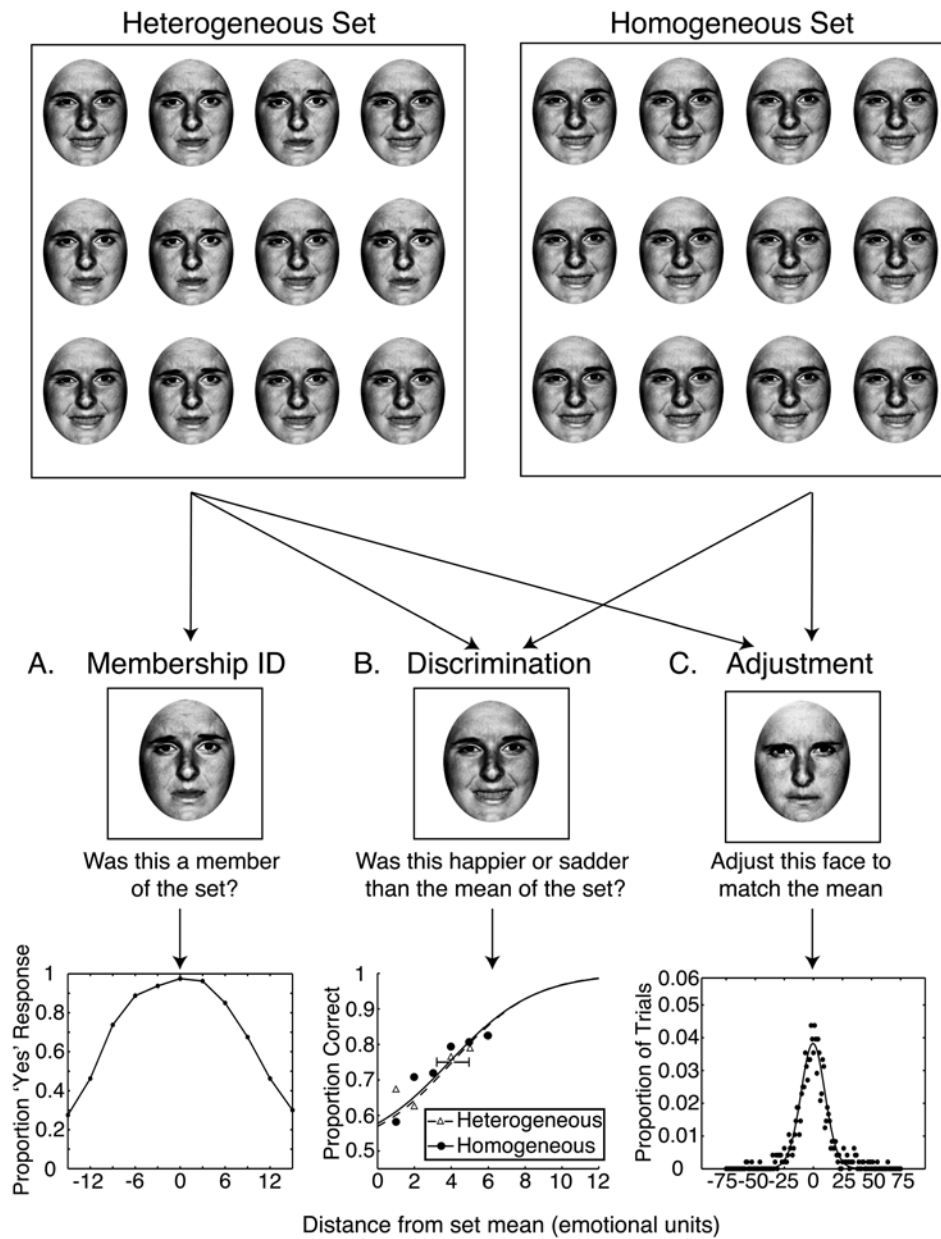 Heterogeneous Set
Homogeneous Set
A. Membership ID
B. Discrimination
C. Adjustment
Was this a member
of the set?
Was this happier or sadder
than the mean of the set?
Adjust this face to
match the mean
Proportion 'Yes' Response
1
0.8
0.6
0.4
0.2
0
-12 -6 0 6 12
Proportion Correct
1
0.9
0.8
0.7
0.6
0.5
0 2 4 6 8 10 12
Heterogeneous
Homogeneous
Proportion of Trials
0.06
0.05
0.04
0.03
0.02
0.01
0
-75 -50 -25 0 25 50 75
Distance from set mean (emotional units)